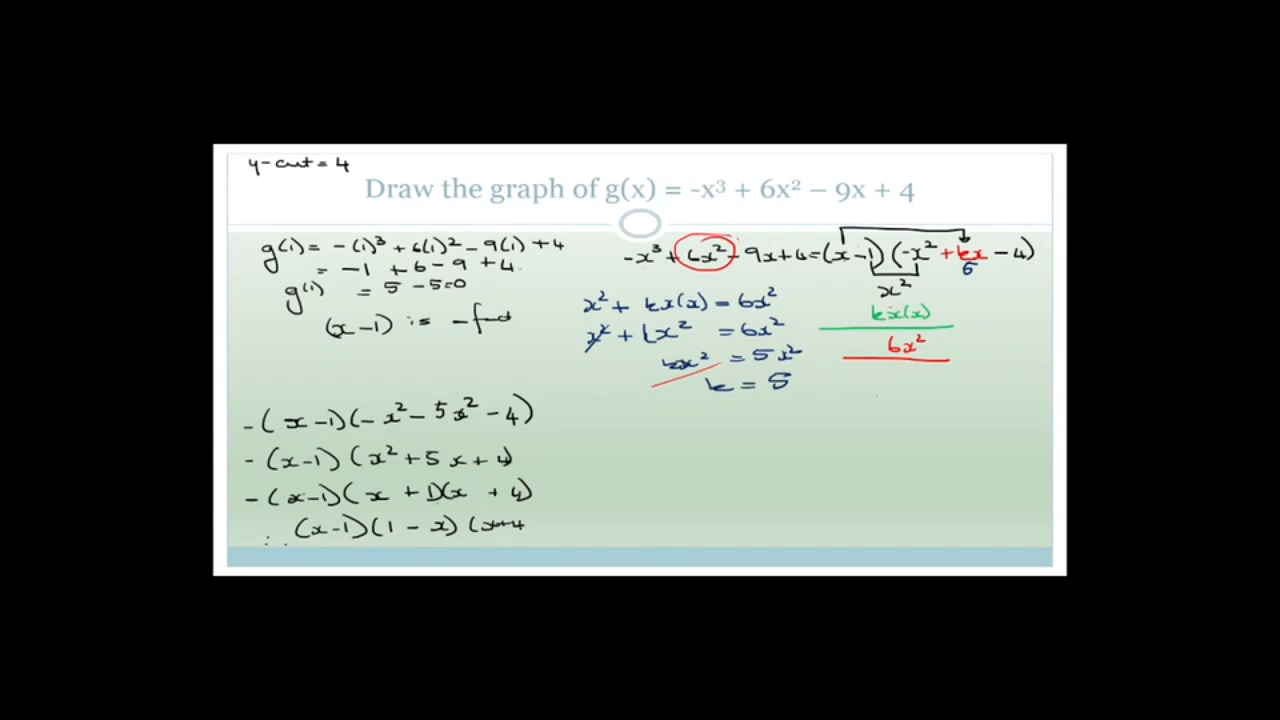 y-cut = 4
Draw the graph of g(x) = -x³ + 6x² – 9x + 4
g(1) = -(1)³ + 6(1)² - 9(1) + 4
= -1 + 6 - 9 + 4
g(1) = 5 - 5=0
(x-1) is - fact
-x³ + 6x² - 9x + 4 = (x-1)(-x² + kx - 4)
5
x²
kx(x)
6x²
x² + kx(x) = 6x²
x² + kx² = 6x²
kx² = 5x²
k = 5
-(x-1)(-x² - 5x² - 4)
-(x-1)(x² + 5x + 4)
-(x-1)(x + 1)(x + 4)
∴ (x-1)(1 - x)(x+4